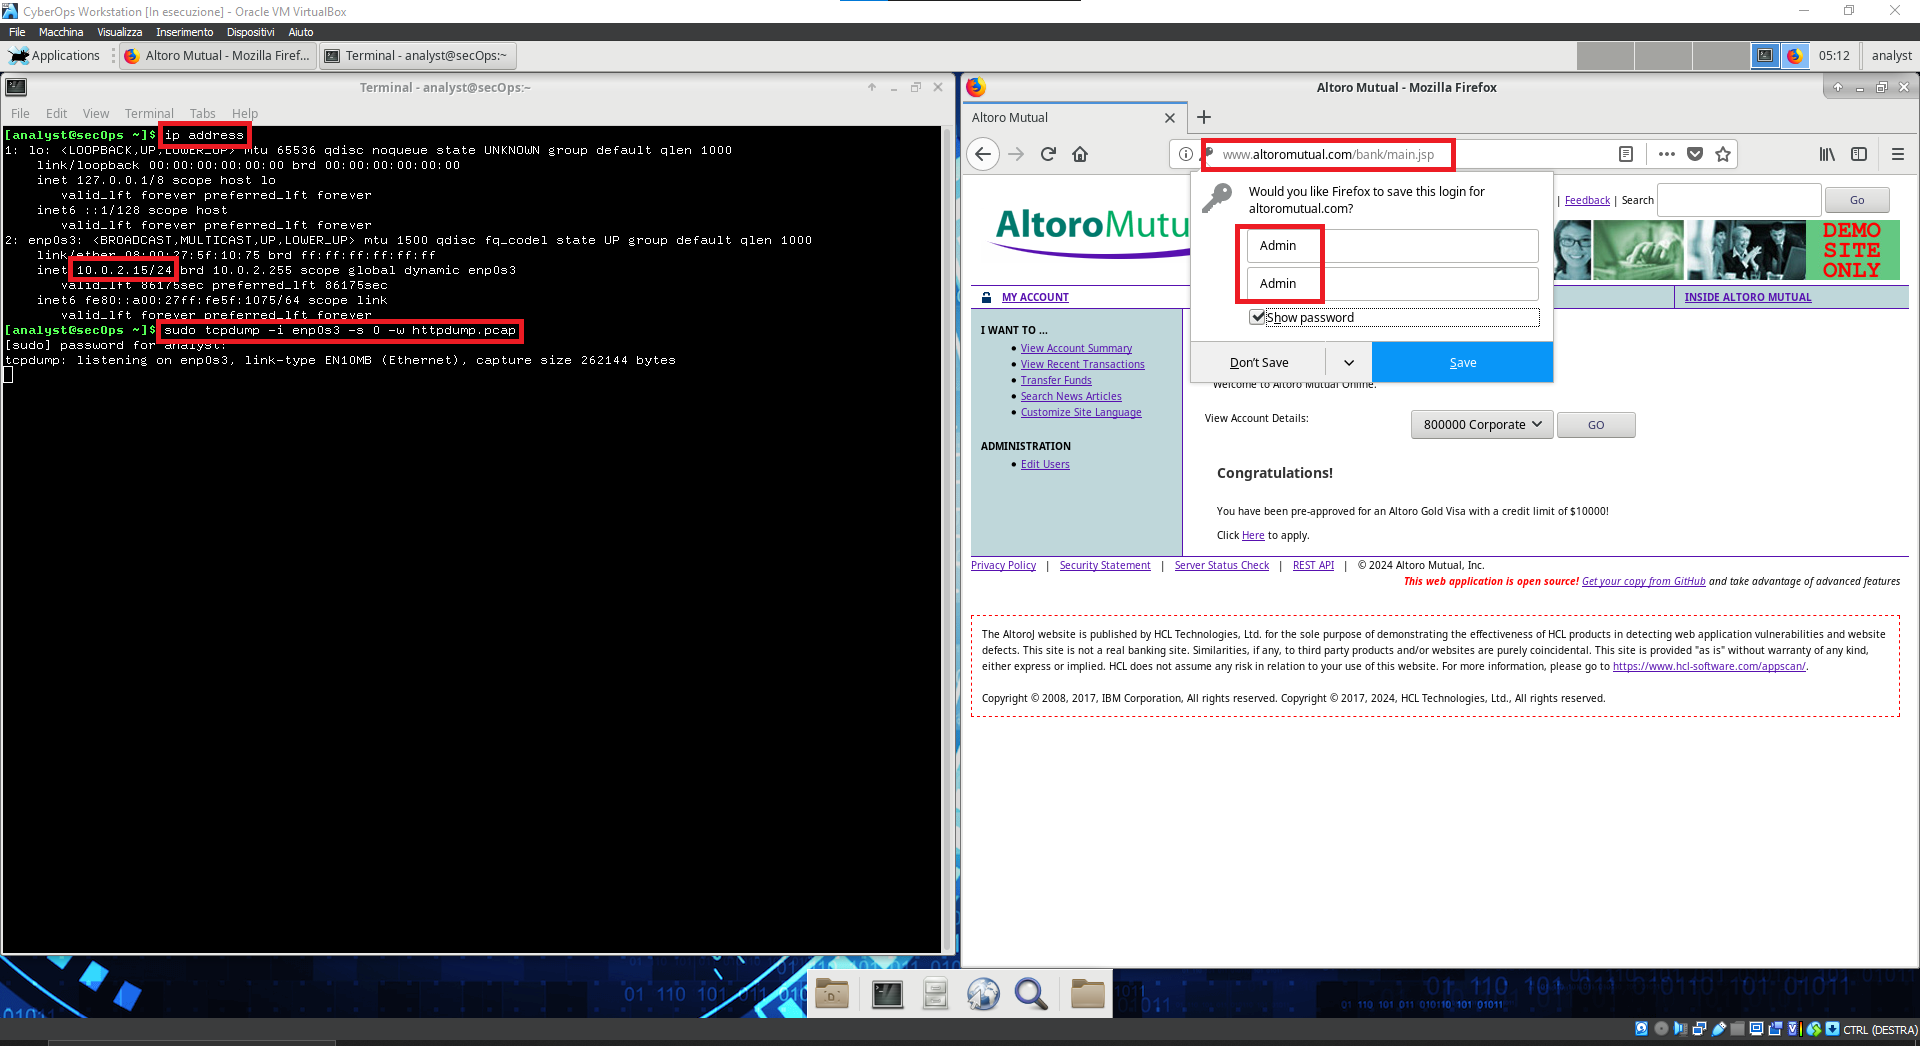 CyberOps Workstation [In esecuzione] - Oracle VM VirtualBox
File Macchina Visualizza Inserimento Dispositivi Aiuto
Applications Altoro Mutual - Mozilla Firef... Terminal - analyst@secOps:~ 05:12 analyst
Terminal - analyst@secOps:~
File Edit View Terminal Tabs Help
[analyst@secOps ~]$ ip address
1: lo: <LOOPBACK,UP,LOWER_UP> mtu 65536 qdisc noqueue state UNKNOWN group default qlen 1000
link/loopback 00:00:00:00:00:00 brd 00:00:00:00:00:00
inet 127.0.0.1/8 scope host lo
valid_lft forever preferred_lft forever
inet6 ::1/128 scope host
valid_lft forever preferred_lft forever
2: enp0s3: <BROADCAST,MULTICAST,UP,LOWER_UP> mtu 1500 qdisc fq_codel state UP group default qlen 1000
link/ether 08:00:27:5f:10:75 brd ff:ff:ff:ff:ff:ff
inet 10.0.2.15/24 brd 10.0.2.255 scope global dynamic enp0s3
valid_lft 86175sec preferred_lft 86175sec
inet6 fe80::a00:27ff:fe5f:1075/64 scope link
valid_lft forever preferred_lft forever
[analyst@secOps ~]$ sudo tcpdump -i enp0s3 -s 0 -w httpdump.pcap
[sudo] password for analyst:
tcpdump: listening on enp0s3, link-type EN10MB (Ethernet), capture size 262144 bytes
Altoro Mutual - Mozilla Firefox
Altoro Mutual
www.altoromutual.com/bank/main.jsp
Would you like Firefox to save this login for
altoromutual.com?
Admin
Admin
Show password
Don't Save Save
AltoroMutu
| Feedback | Search Go
DEMO
SITE
ONLY
MY ACCOUNT INSIDE ALTORO MUTUAL
I WANT TO ...
View Account Summary
View Recent Transactions
Transfer Funds
Search News Articles
Customize Site Language
ADMINISTRATION
Edit Users
Welcome to Altoro Mutual Online.
View Account Details: 800000 Corporate GO
Congratulations!
You have been pre-approved for an Altoro Gold Visa with a credit limit of $10000!
Click Here to apply.
Privacy Policy | Security Statement | Server Status Check | REST API | © 2024 Altoro Mutual, Inc.
This web application is open source! Get your copy from GitHub and take advantage of advanced features
The AltoroJ website is published by HCL Technologies, Ltd. for the sole purpose of demonstrating the effectiveness of HCL products in detecting web application vulnerabilities and website
defects. This site is not a real banking site. Similarities, if any, to third party products and/or websites are purely coincidental. This site is provided "as is" without warranty of any kind,
either express or implied. HCL does not assume any risk in relation to your use of this website. For more information, please go to https://www.hcl-software.com/appscan/.
Copyright © 2008, 2017, IBM Corporation, All rights reserved. Copyright © 2017, 2024, HCL Technologies, Ltd., All rights reserved.
CTRL (DESTRA)